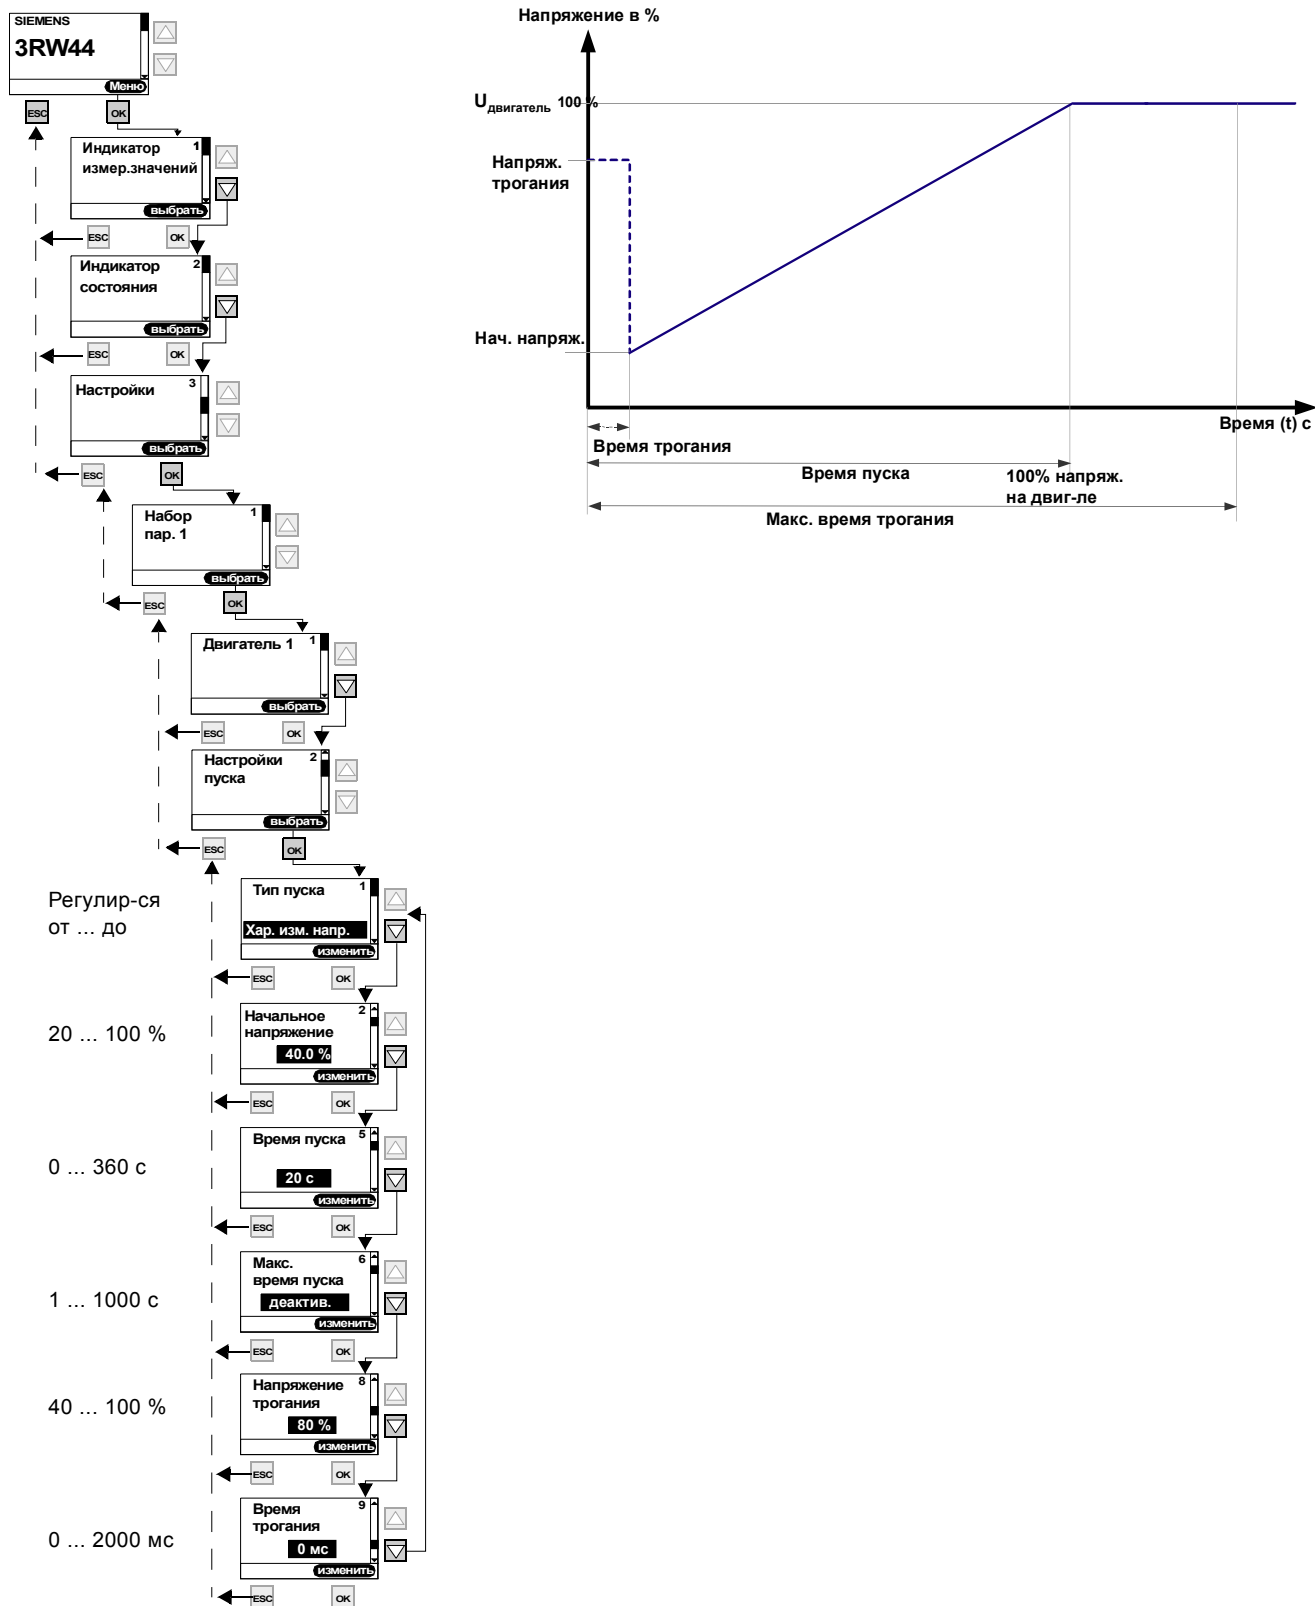 SIEMENS
3RW44
Меню
ESC
OK
Индикатор 1
измер.значений
выбрать
ESC
OK
Индикатор 2
состояния
выбрать
ESC
OK
Настройки 3
выбрать
ESC
OK
Набор 1
пар. 1
выбрать
ESC
OK
Двигатель 1 1
выбрать
ESC
OK
Настройки 2
пуска
выбрать
ESC
OK
Регулир-ся
от ... до
Тип пуска 1
Хар. изм. напр.
изменить
ESC
OK
20 ... 100 %
Начальное 2
напряжение
40.0 %
изменить
ESC
OK
0 ... 360 с
Время пуска 5
20 с
изменить
ESC
OK
1 ... 1000 с
Макс. 6
время пуска
деактив.
изменить
ESC
OK
40 ... 100 %
Напряжение 8
трогания
80 %
изменить
ESC
OK
0 ... 2000 мс
Время 9
трогания
0 мс
изменить
ESC
OK
Напряжение в %
Uдвигатель 100 %
Напряж.
трогания
Нач. напряж.
Время (t) с
Время трогания
Время пуска
100% напряж.
на двиг-ле
Макс. время трогания